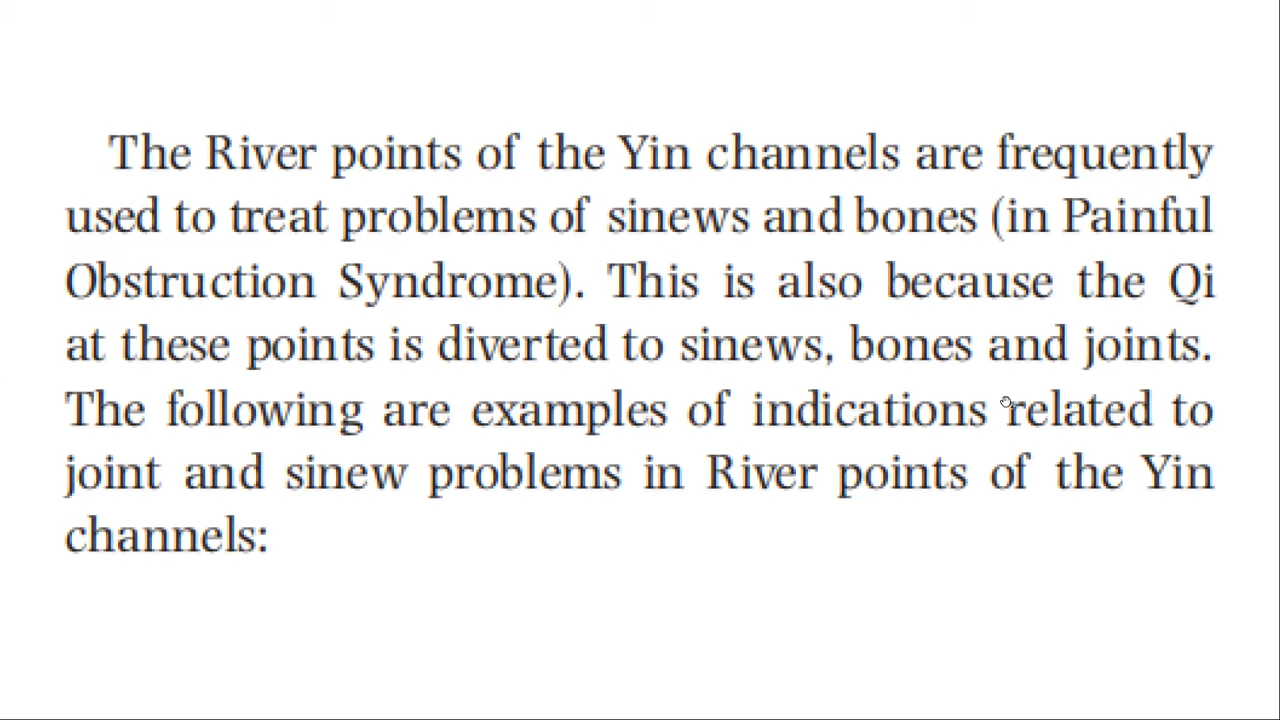 The River points of the Yin channels are frequently
used to treat problems of sinews and bones (in Painful
Obstruction Syndrome). This is also because the Qi
at these points is diverted to sinews, bones and joints.
The following are examples of indications related to
joint and sinew problems in River points of the Yin
channels: